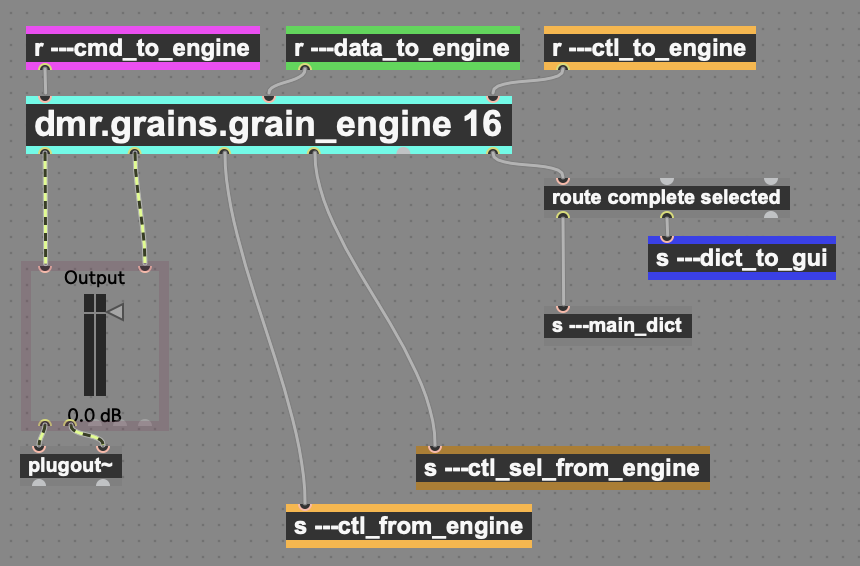 r ---cmd_to_engine
r ---data_to_engine
r ---ctl_to_engine
dmr.grains.grain_engine 16
route complete selected
s ---dict_to_gui
Output
s ---main_dict
0.0 dB
plugout~
s ---ctl_sel_from_engine
s ---ctl_from_engine